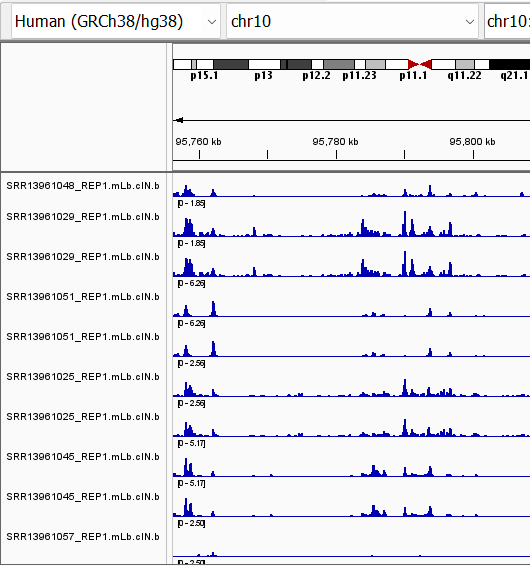 Human (GRCh38/hg38) chr10 chr10:
p15.1 p13 p12.2 p11.23 p11.1 q11.22 q21.1
95,760 kb 95,780 kb 95,800 kb
SRR13961048_REP1.mLb.clN.b
[0 - 1.85]
SRR13961029_REP1.mLb.clN.b
[0 - 1.85]
SRR13961029_REP1.mLb.clN.b
[0 - 6.26]
SRR13961051_REP1.mLb.clN.b
[0 - 6.26]
SRR13961051_REP1.mLb.clN.b
[0 - 2.56]
SRR13961025_REP1.mLb.clN.b
[0 - 2.56]
SRR13961025_REP1.mLb.clN.b
[0 - 5.17]
SRR13961045_REP1.mLb.clN.b
[0 - 5.17]
SRR13961045_REP1.mLb.clN.b
[0 - 2.50]
SRR13961057_REP1.mLb.clN.b
[0 - 2.50]